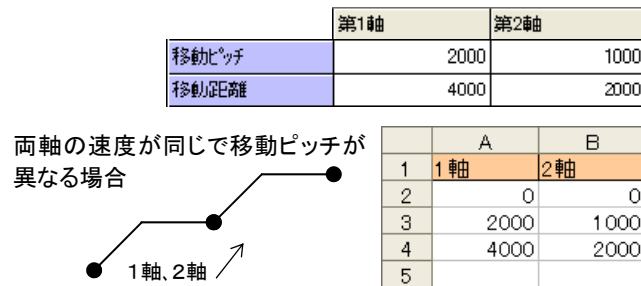 第1軸 第2軸
移動ピッチ 2000 1000
移動距離 4000 2000
両軸の速度が同じで移動ピッチが
異なる場合
1軸、2軸
A B
1 1軸 2軸
2 0 0
3 2000 1000
4 4000 2000
5